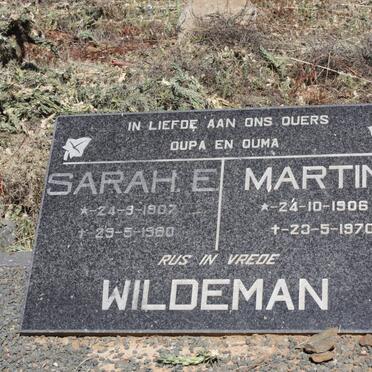 IN LIEFDE AAN ONS OUERS
OUPA EN OUMA
SARAH. E MARTIN
*-24-9-1907 *-24-10-1906
†-29-5-1980 †-23-5-1970
RUS IN VREDE
WILDEMAN